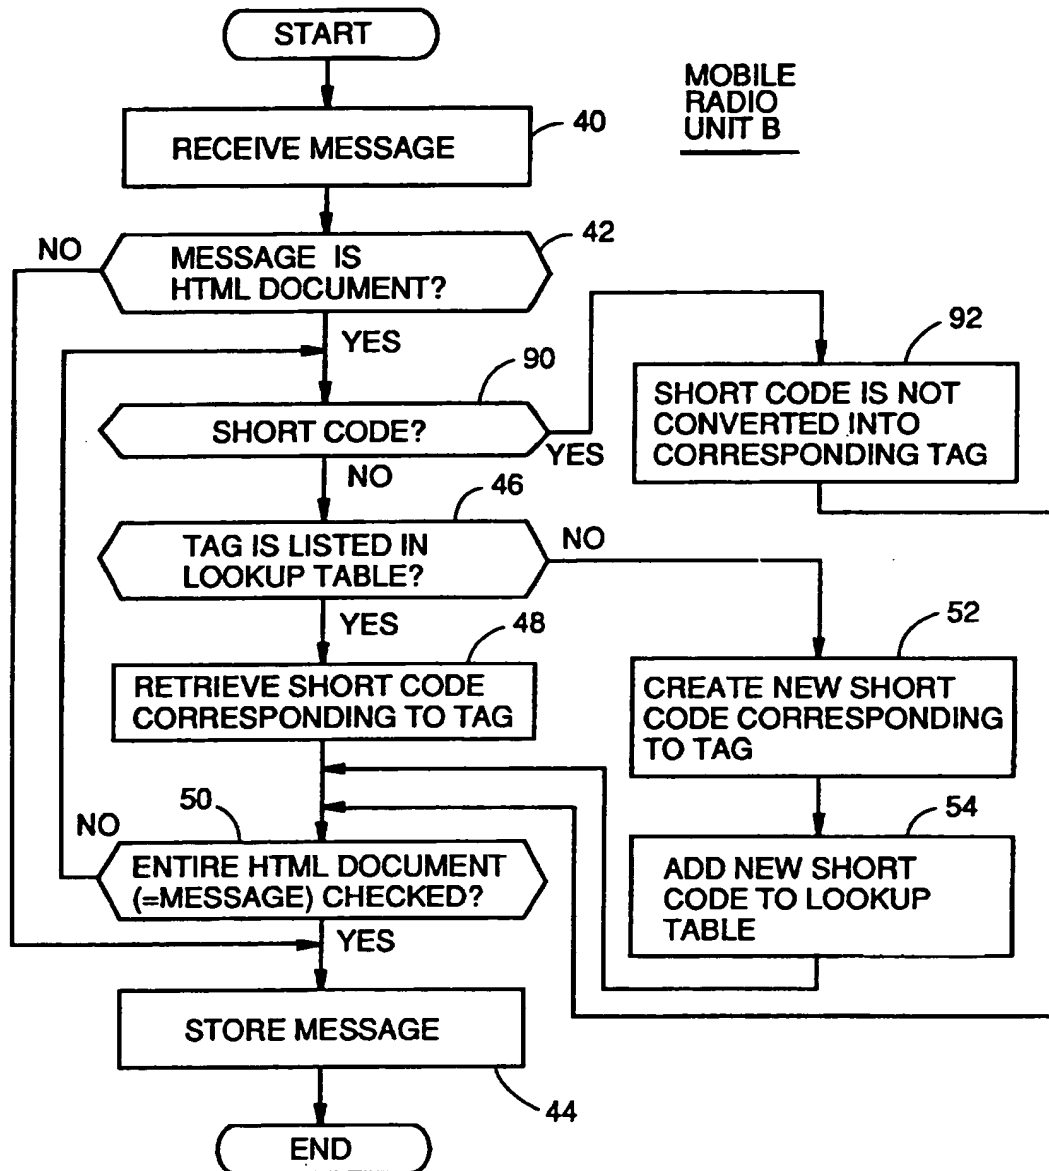 START
MOBILE
RADIO
UNIT B
40
RECEIVE MESSAGE
42
NO
MESSAGE IS
HTML DOCUMENT?
YES
92
90
SHORT CODE IS NOT
CONVERTED INTO
CORRESPONDING TAG
SHORT CODE?
YES
NO
46
TAG IS LISTED IN
LOOKUP TABLE?
NO
YES
48
52
RETRIEVE SHORT CODE
CORRESPONDING TO TAG
CREATE NEW SHORT
CODE CORRESPONDING
TO TAG
50
54
NO
ENTIRE HTML DOCUMENT
(=MESSAGE) CHECKED?
ADD NEW SHORT
CODE TO LOOKUP
TABLE
YES
STORE MESSAGE
44
END